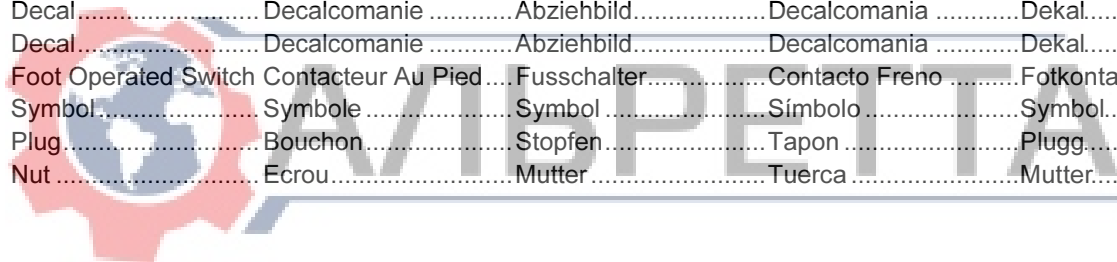 Decal.................................Decalcomanie ..............Abziehbild......................Decalcomania .............Dekal.....
Decal.................................Decalcomanie ..............Abziehbild......................Decalcomania .............Dekal.....
Foot Operated Switch Contacteur Au Pied.....Fusschalter....................Contacto Freno ............
Symbol.............................Symbole ........................Symbol ...........................Símbolo .........................Symbol...
Plug..................................Bouchon.........................Stopfen...........................Tapon .............................Plugg.....
Nut ..................................Ecrou...............................Mutter.............................Tuerca ............................Mutter....
АЛЬРЕТТА